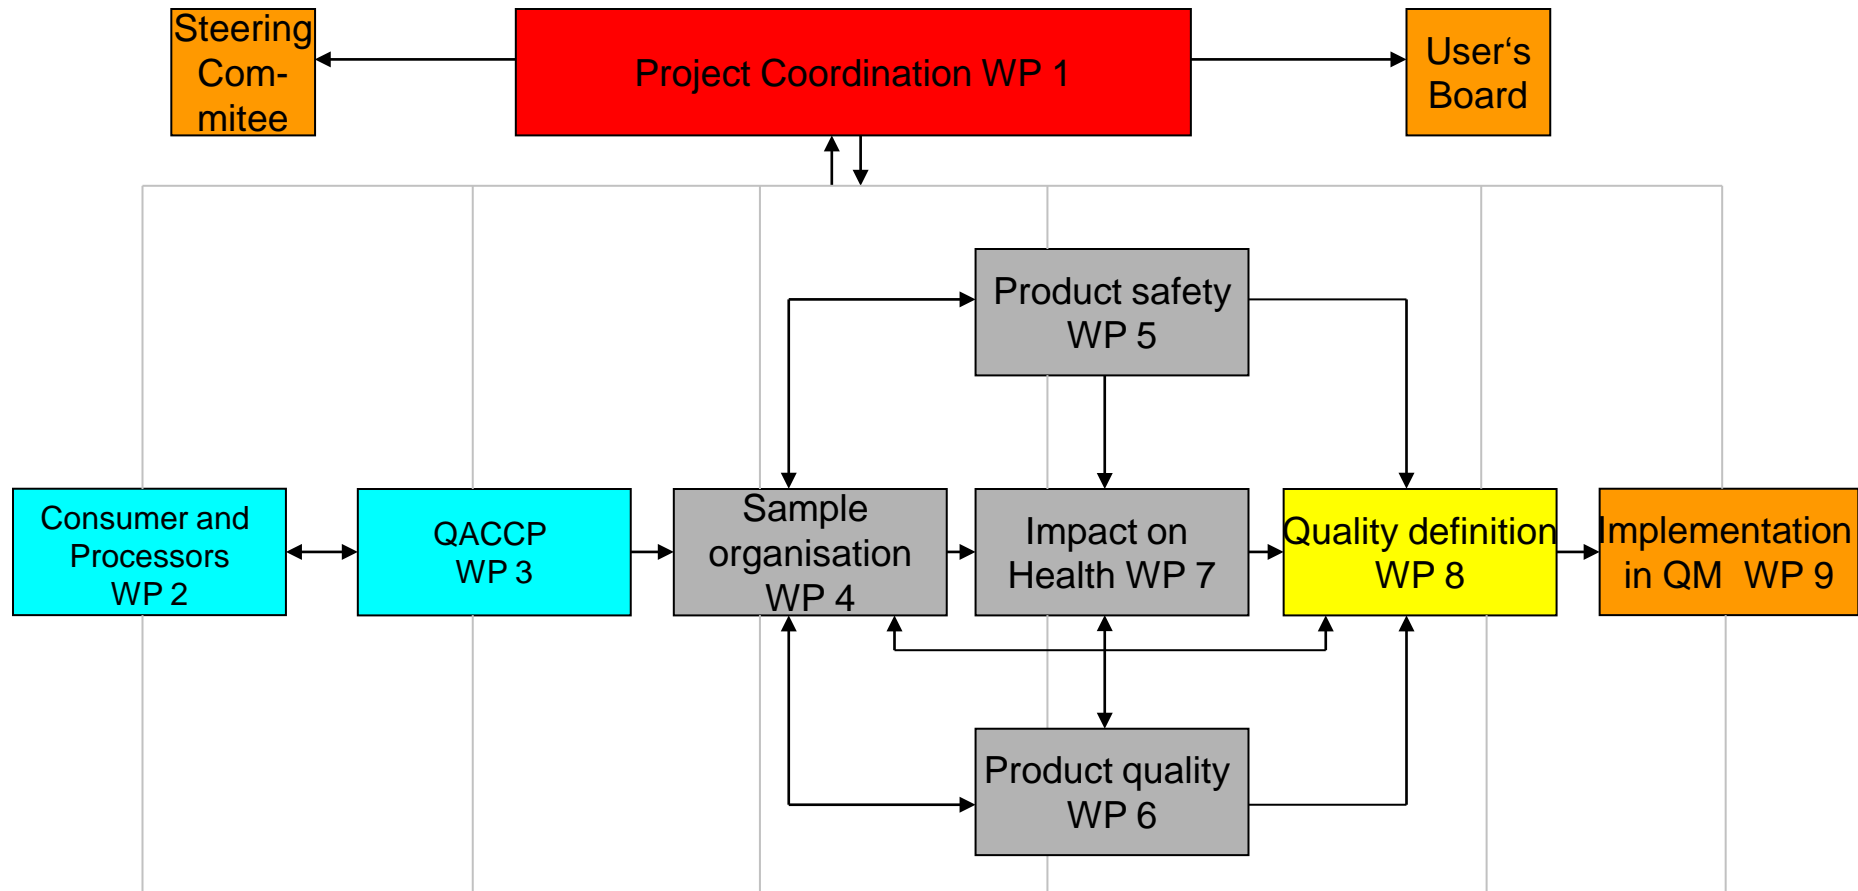 Steering
Com-
mitee
Project Coordination WP 1
User‘s
Board
Product safety
WP 5
Consumer and
Processors
WP 2
QACCP
WP 3
Sample
organisation
WP 4
Impact on
Health WP 7
Quality definition
WP 8
Implementation
in QM  WP 9
Product quality
WP 6